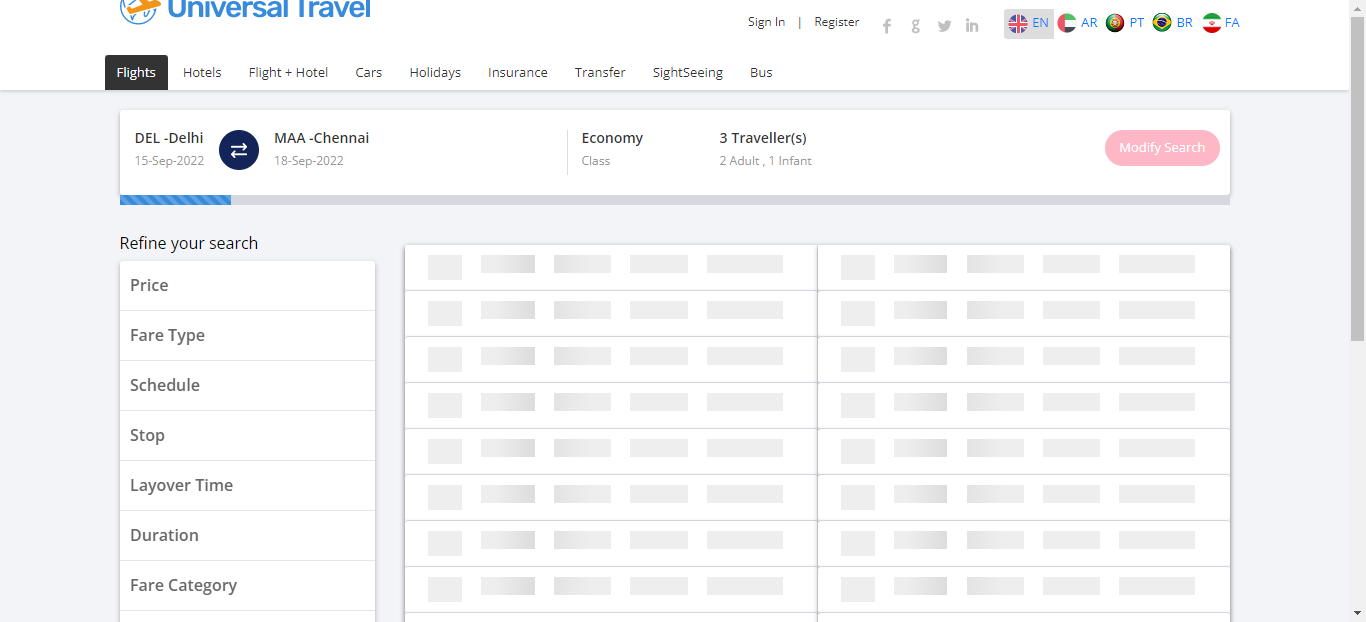 Universal Travel
Sign In | Register
EN AR PT BR FA
Flights Hotels Flight + Hotel Cars Holidays Insurance Transfer SightSeeing Bus
DEL -Delhi MAA -Chennai Economy 3 Traveller(s)
15-Sep-2022 18-Sep-2022 Class 2 Adult , 1 Infant
Modify Search
Refine your search
Price
Fare Type
Schedule
Stop
Layover Time
Duration
Fare Category